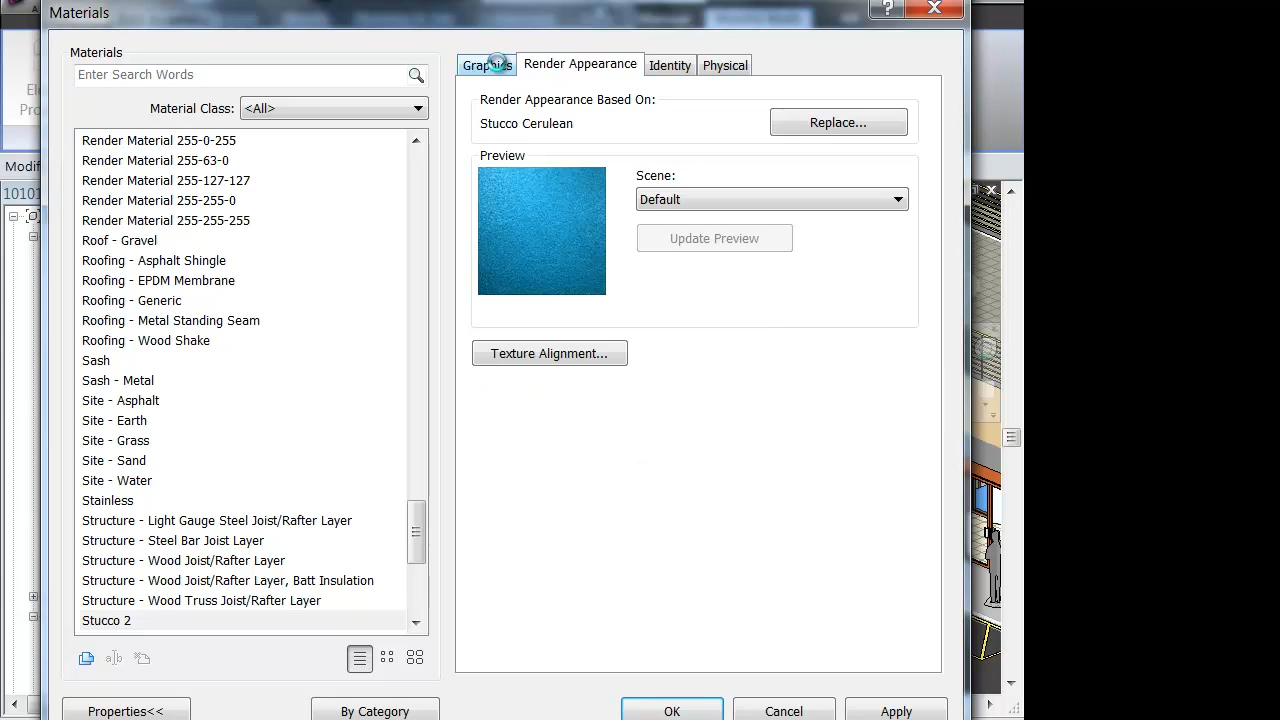 Materials
Identity
Materials
Enter Search Words
Material Class:
<All>
Render Material 255-0-255
Render Material 255-63-0
Render Material 255-127-127
Render Material 255-255-0
Render Material 255-255-255
Roof - Gravel
Roofing - Asphalt Shingle
Roofing - EPDM Membrane
Roofing - Generic
Roofing - Metal Standing Seam
Roofing - Wood Shake
Sash
Sash - Metal
Site - Asphalt
Site - Earth
Site - Grass
Site - Sand
Site - Water
Stainless
Structure - Light Gauge Steel Joist/Rafter Layer
Structure - Steel Bar Joist Layer
Structure - Wood Joist/Rafter Layer
Structure - Wood Joist/Rafter Layer, Batt Insulation
Structure - Wood Truss Joist/Rafter Layer
Stucco 2
Properties<<
By Category
Graphics
Render Appearance
Identity
Physical
Render Appearance Based On:
Stucco Cerulean
Replace...
Preview
Scene:
Default
Update Preview
Texture Alignment...
OK
Cancel
Apply
Ele
Pro
Modif
10101